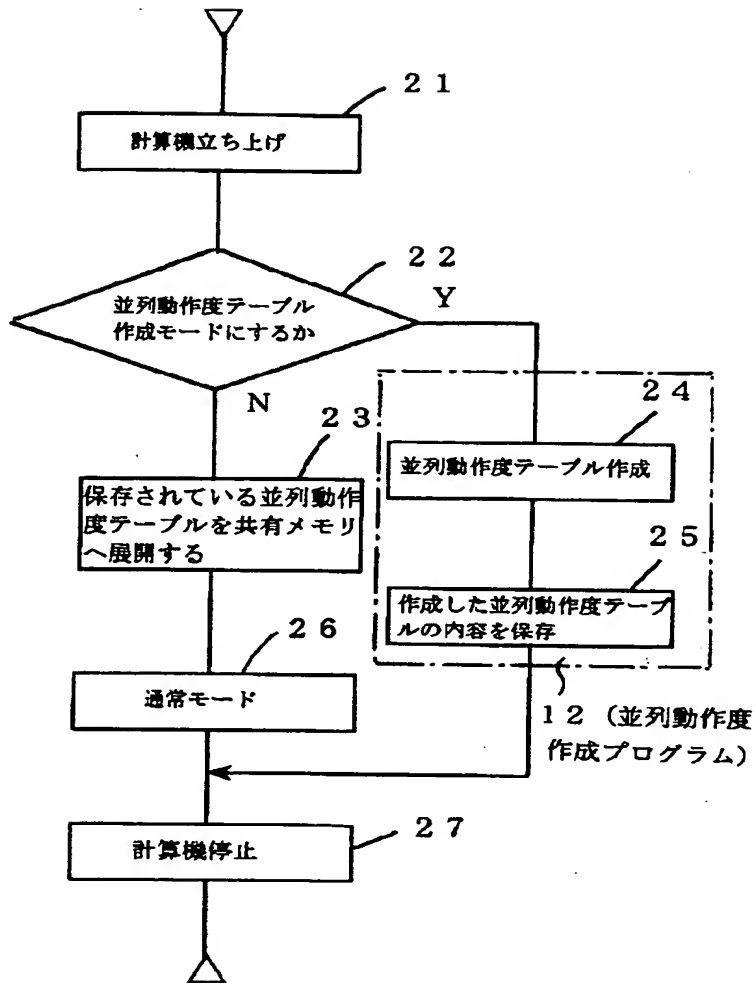 21
計算機立ち上げ
22
並列動作度テーブル
作成モードにするか
Y
N
23
保存されている並列動作
度テーブルを共有メモリ
へ展開する
24
並列動作度テーブル作成
25
作成した並列動作度テーブ
ルの内容を保存
26
通常モード
12(並列動作度
作成プログラム)
27
計算機停止